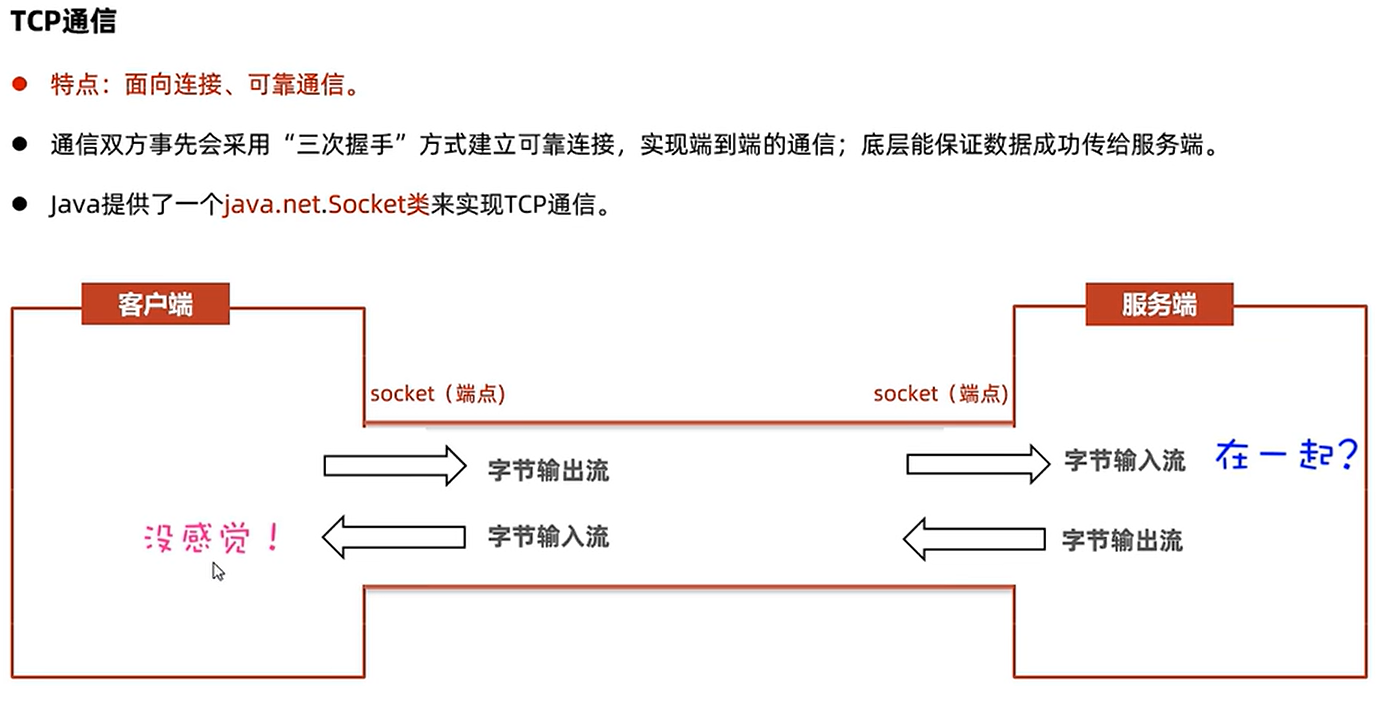 TCP通信
特点：面向连接、可靠通信。
通信双方事先会采用“三次握手”方式建立可靠连接，实现端到端的通信；底层能保证数据成功传给服务端。
Java提供了一个java.net.Socket类来实现TCP通信。
客户端
服务端
socket（端点)
socket（端点)
字节输出流
字节输入流
在一起?
没感觉！
字节输入流
字节输出流